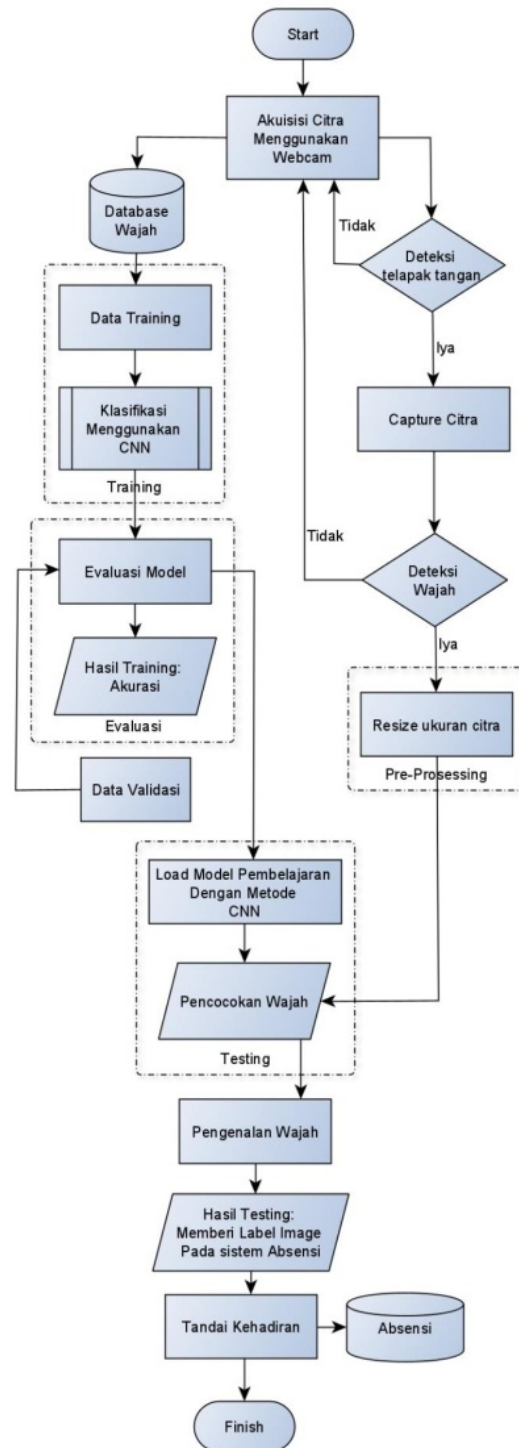 Start
Akuisisi Citra
Menggunakan
Webcam
Database
Wajah
Tidak
Deteksi
telapak tangan
Data Training
Iya
Klasifikasi
Menggunakan
CNN
Training
Capture Citra
Tidak
Evaluasi Model
Deteksi
Wajah
Iya
Hasil Training:
Akurasi
Evaluasi
Resize ukuran citra
Pre-Prosessing
Data Validasi
Load Model Pembelajaran
Dengan Metode
CNN
Pencocokan Wajah
Testing
Pengenalan Wajah
Hasil Testing:
Memberi Label Image
Pada sistem Absensi
Tandai Kehadiran
Absensi
Finish